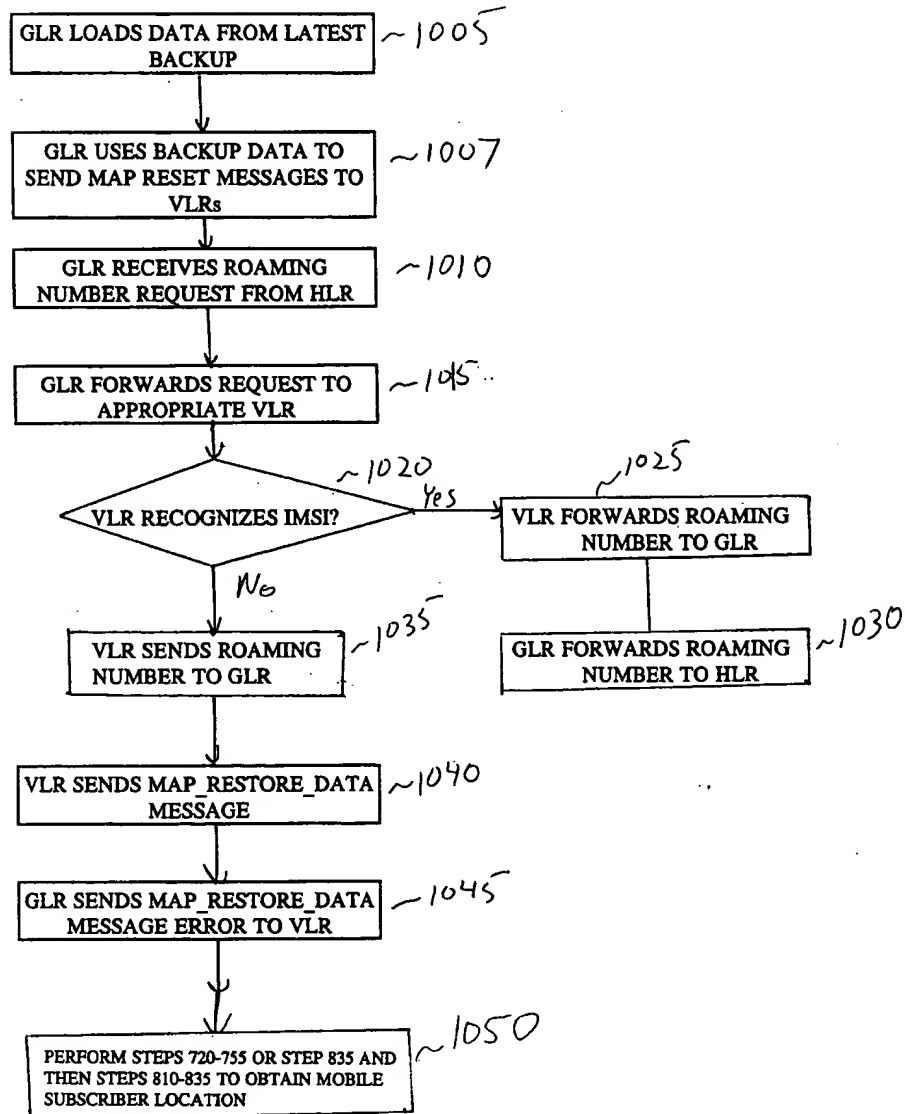 GLR LOADS DATA FROM LATEST
BACKUP
~1005
GLR USES BACKUP DATA TO
SEND MAP RESET MESSAGES TO
VLRs
~1007
GLR RECEIVES ROAMING
NUMBER REQUEST FROM HLR
~1010
GLR FORWARDS REQUEST TO
APPROPRIATE VLR
~1015
VLR RECOGNIZES IMSI?
~1020
Yes
~1025
VLR FORWARDS ROAMING
NUMBER TO GLR
GLR FORWARDS ROAMING
NUMBER TO HLR
~1030
No
VLR SENDS ROAMING
NUMBER TO GLR
~1035
VLR SENDS MAP_RESTORE_DATA
MESSAGE
~1040
GLR SENDS MAP_RESTORE_DATA
MESSAGE ERROR TO VLR
~1045
PERFORM STEPS 720-755 OR STEP 835 AND
THEN STEPS 810-835 TO OBTAIN MOBILE
SUBSCRIBER LOCATION
~1050